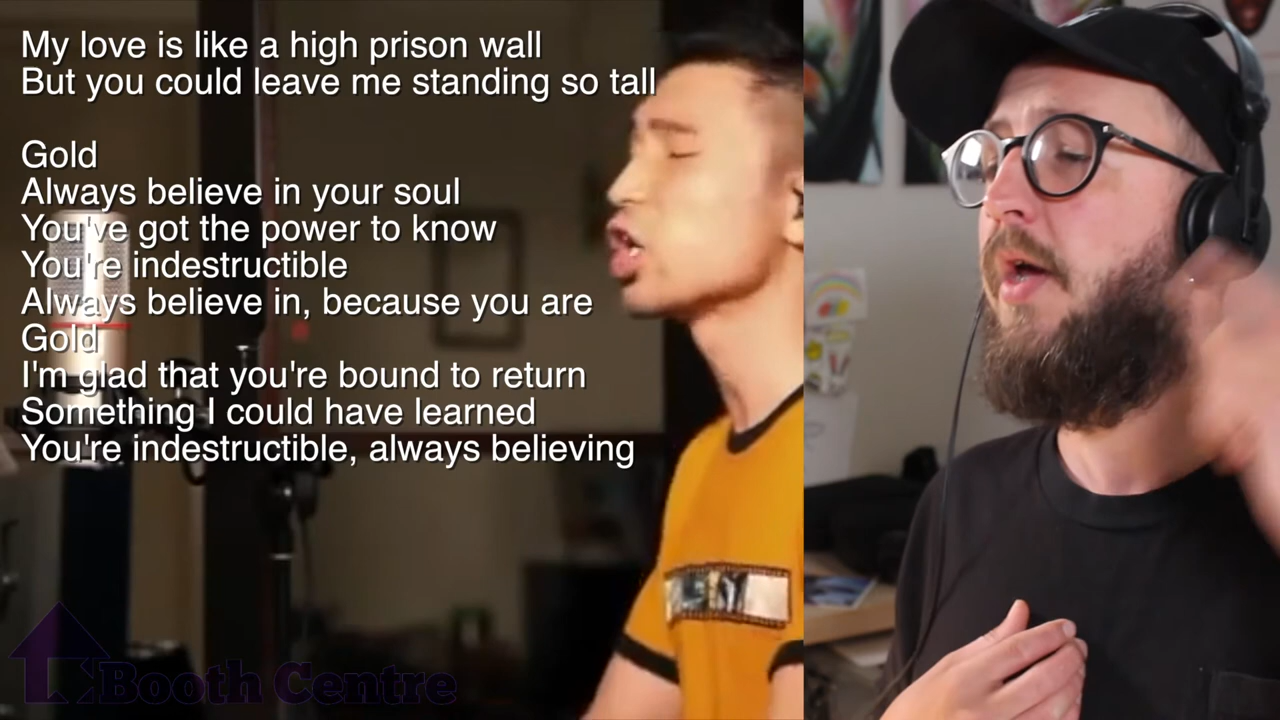 My love is like a high prison wall
But you could leave me standing so tall
Gold
Always believe in your soul
You've got the power to know
You're indestructible
Always believe in, because you are
Gold
I'm glad that you're bound to return
Something I could have learned
You're indestructible, always believing
Booth Centre